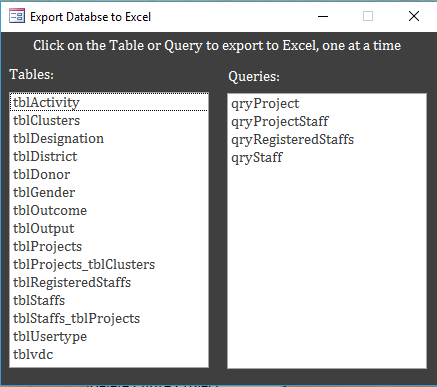 Export Databse to Excel
Click on the Table or Query to export to Excel, one at a time
Tables:
tblActivity
tblClusters
tblDesignation
tblDistrict
tblDonor
tblGender
tblOutcome
tblOutput
tblProjects
tblProjects_tblClusters
tblRegisteredStaffs
tblStaffs
tblStaffs_tblProjects
tblUsertype
tblvdc
Queries:
qryProject
qryProjectStaff
qryRegisteredStaffs
qryStaff